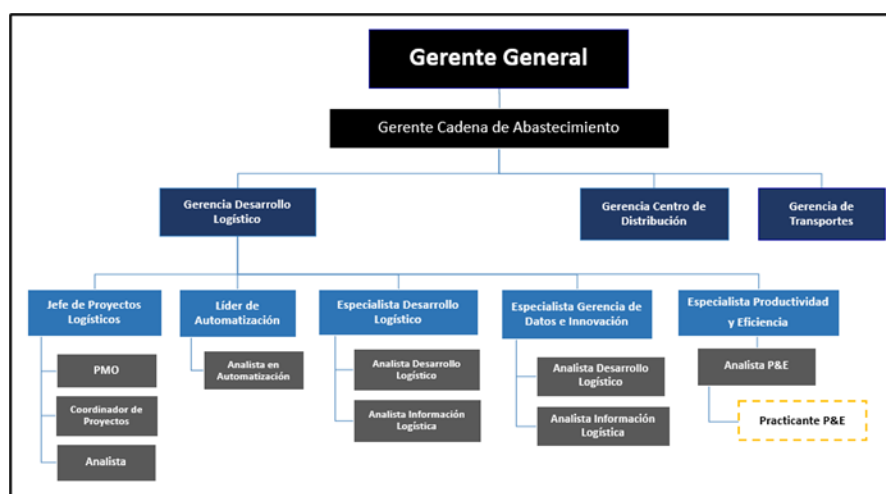 Gerente General
Gerente Cadena de Abastecimiento
Gerencia Desarrollo
Logístico
Gerencia Centro de
Distribución
Gerencia de
Transportes
Jefe de Proyectos
Logísticos
Líder de
Automatización
Especialista Desarrollo
Logístico
Especialista Gerencia de
Datos e Innovación
Especialista Productividad
y Eficiencia
PMO
Coordinador de
Proyectos
Analista
Analista en
Automatización
Analista Desarrollo
Logístico
Analista Información
Logística
Analista Desarrollo
Logístico
Analista Información
Logística
Analista P&E
Practicante P&E